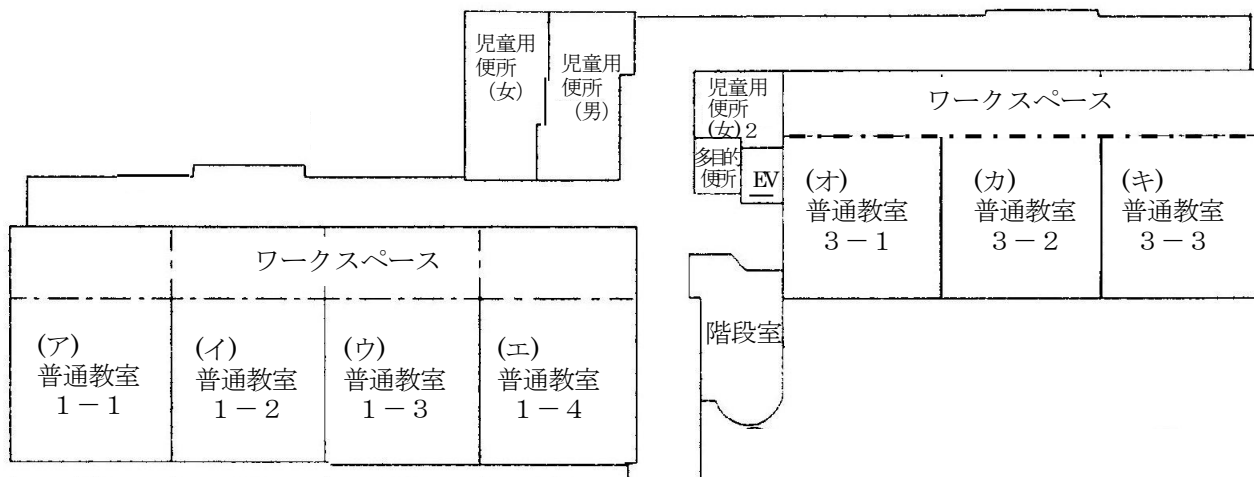 児童用
便所
(女)
児童用
便所
(男)
児童用
便所
(女)２
多目的
便所
EV
ワークスペース
(オ)
普通教室
３－１
(カ)
普通教室
３－２
(キ)
普通教室
３－３
ワークスペース
階段室
(ア)
普通教室
１－１
(イ)
普通教室
１－２
(ウ)
普通教室
１－３
(エ)
普通教室
１－４